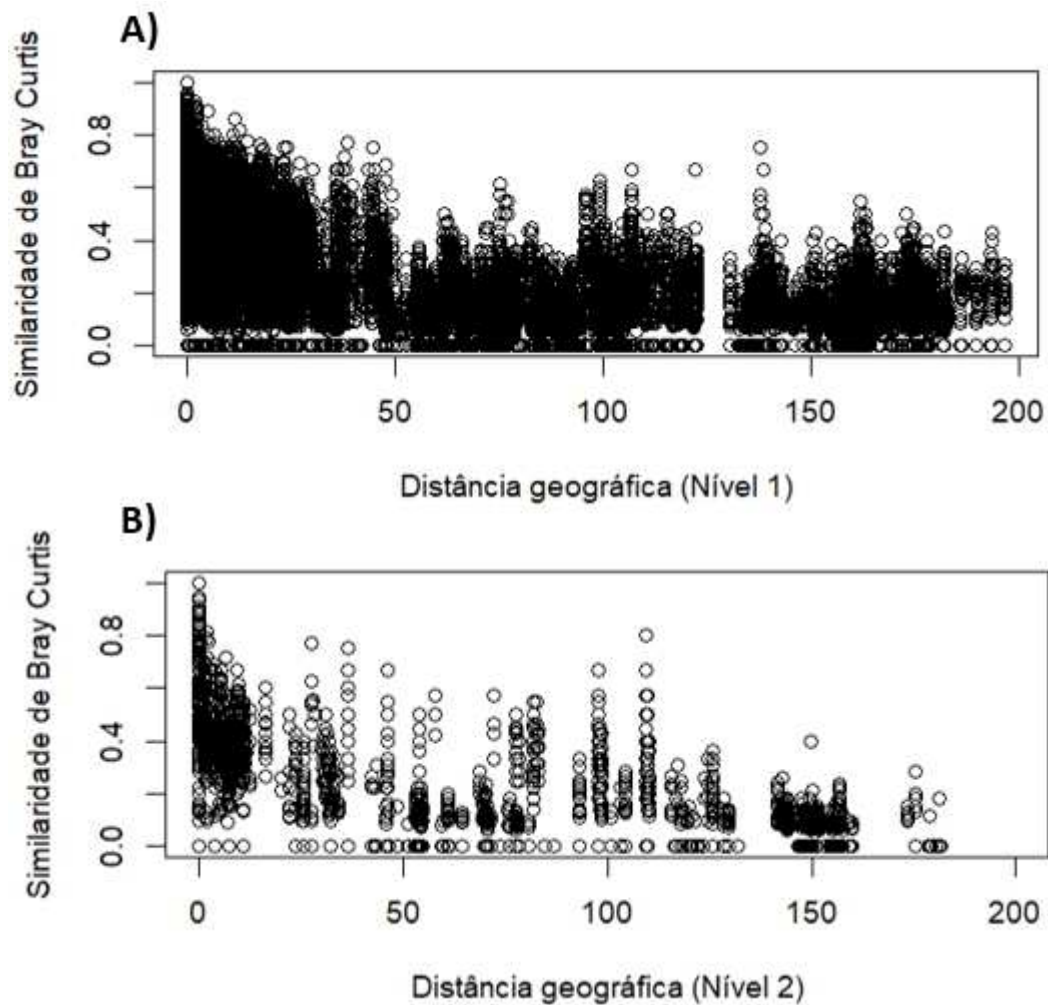 A)
Similaridade de Bray Curtis
0.8
0.4
0.0
0 50 100 150 200
Distância geográfica (Nível 1)
B)
Similaridade de Bray Curtis
0.8
0.4
0.0
0 50 100 150 200
Distância geográfica (Nível 2)